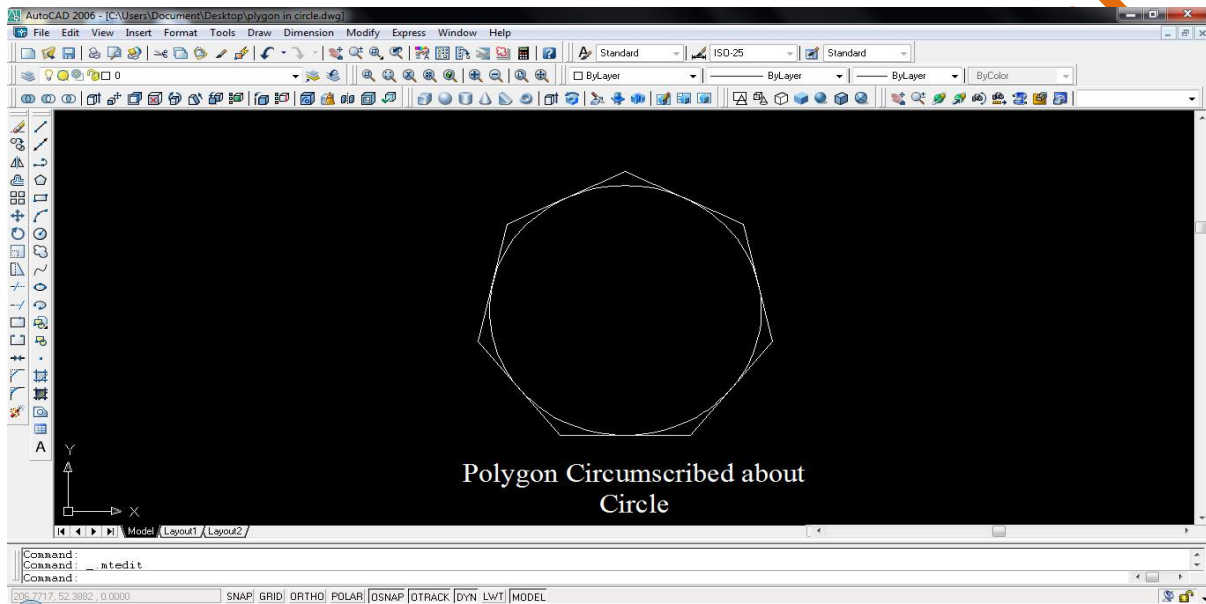 AutoCAD 2006 - [C:\Users\Document\Desktop\plygon in circle.dwg]
File Edit View Insert Format Tools Draw Dimension Modify Express Window Help
Standard ISO-25 Standard
0 ByLayer ByLayer ByLayer ByColor
A
Y
X
Polygon Circumscribed about
Circle
Model Layout1 Layout2
Command:
Command: _.mtedit
Command:
206.7717, 52.3882 , 0.0000 SNAP GRID ORTHO POLAR OSNAP OTRACK DYN LWT MODEL